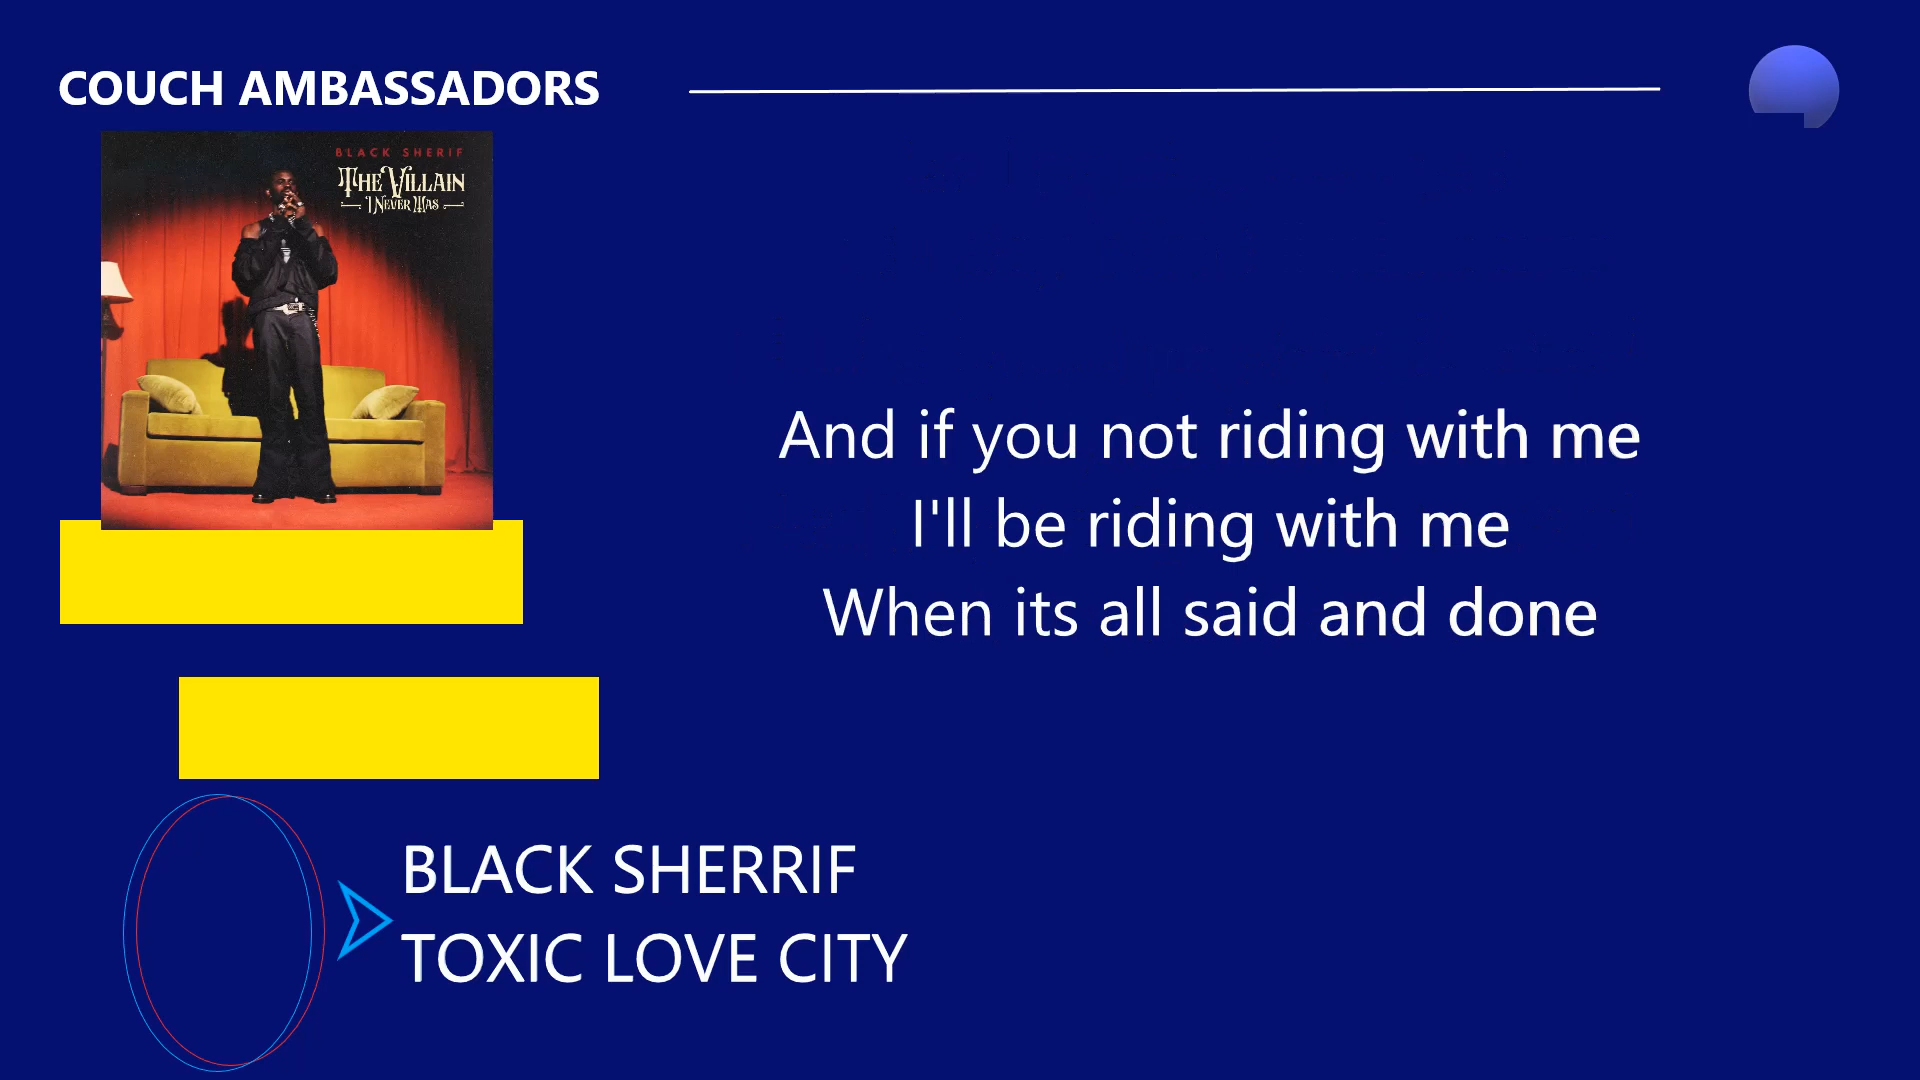 COUCH AMBASSADORS
BLACK SHERIF
THE VILLAIN
I NEVER WAS
And if you not riding with me
I'll be riding with me
When its all said and done
BLACK SHERRIF
TOXIC LOVE CITY